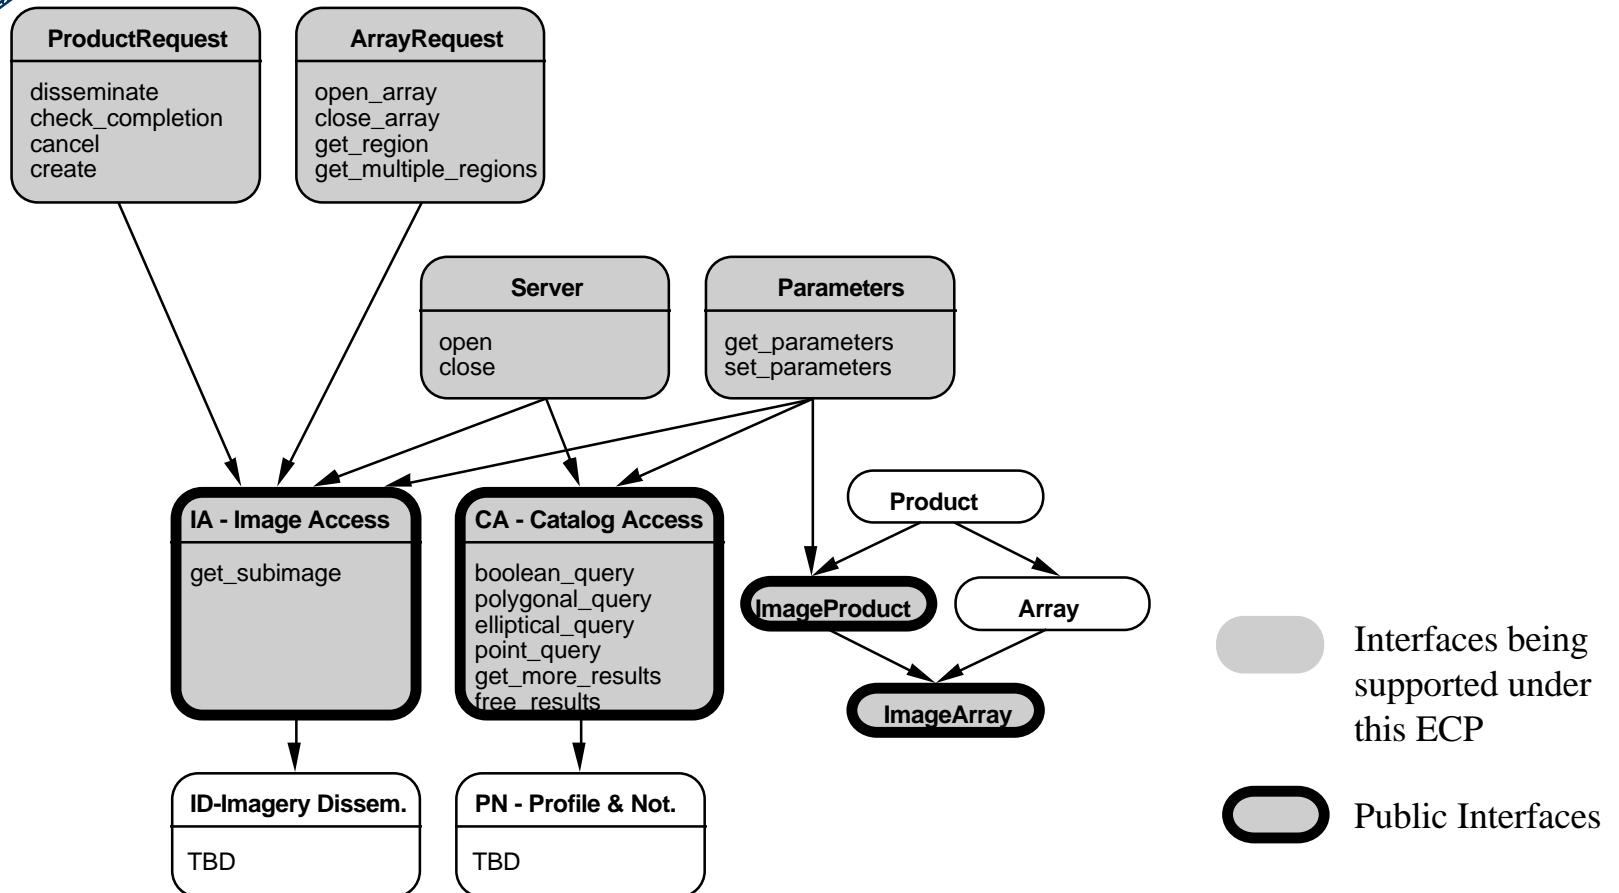 ProductRequest
disseminate
check_completion
cancel
create
ArrayRequest
open_array
close_array
get_region
get_multiple_regions
Server
open
close
Parameters
get_parameters
set_parameters
IA - Image Access
get_subimage
CA - Catalog Access
boolean_query
polygonal_query
elliptical_query
point_query
get_more_results
free_results
Product
ImageProduct
Array
ImageArray
ID-Imagery Dissem.
TBD
PN - Profile & Not.
TBD
Interfaces being
supported under
this ECP
Public Interfaces